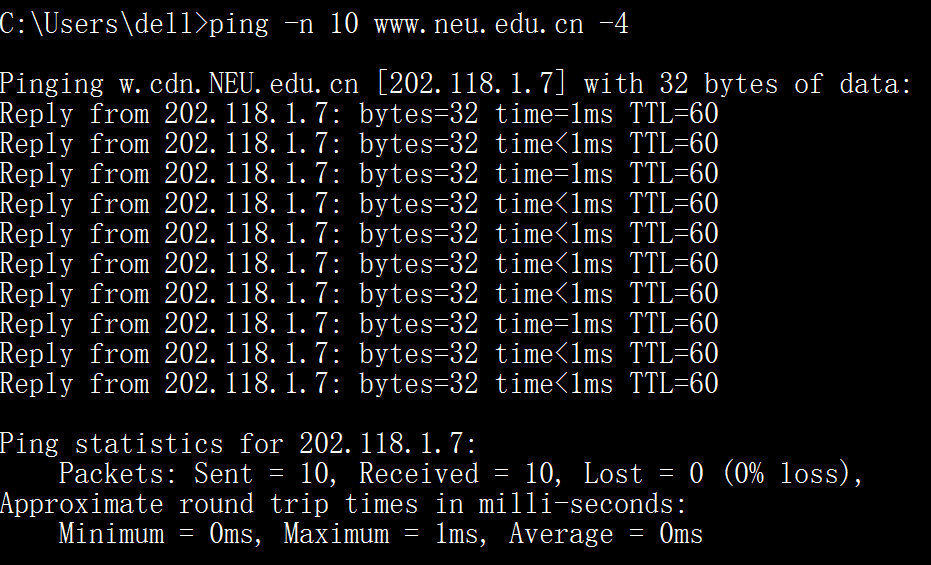 C:\Users\dell>ping -n 10 www.neu.edu.cn -4
Pinging w.cdn.NEU.edu.cn [202.118.1.7] with 32 bytes of data:
Reply from 202.118.1.7: bytes=32 time=1ms TTL=60
Reply from 202.118.1.7: bytes=32 time<1ms TTL=60
Reply from 202.118.1.7: bytes=32 time=1ms TTL=60
Reply from 202.118.1.7: bytes=32 time<1ms TTL=60
Reply from 202.118.1.7: bytes=32 time<1ms TTL=60
Reply from 202.118.1.7: bytes=32 time<1ms TTL=60
Reply from 202.118.1.7: bytes=32 time<1ms TTL=60
Reply from 202.118.1.7: bytes=32 time=1ms TTL=60
Reply from 202.118.1.7: bytes=32 time<1ms TTL=60
Reply from 202.118.1.7: bytes=32 time<1ms TTL=60
Ping statistics for 202.118.1.7:
Packets: Sent = 10, Received = 10, Lost = 0 (0% loss),
Approximate round trip times in milli-seconds:
Minimum = 0ms, Maximum = 1ms, Average = 0ms